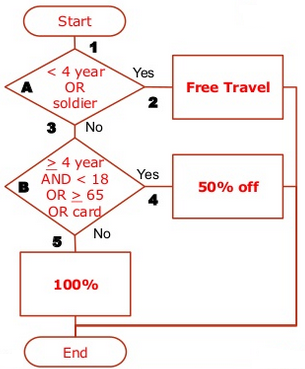 Start
1
< 4 year
OR
soldier
A
Yes
2
Free Travel
3
No
≥ 4 year
AND < 18
OR ≥ 65
OR card
B
Yes
4
50% off
5
No
100%
End